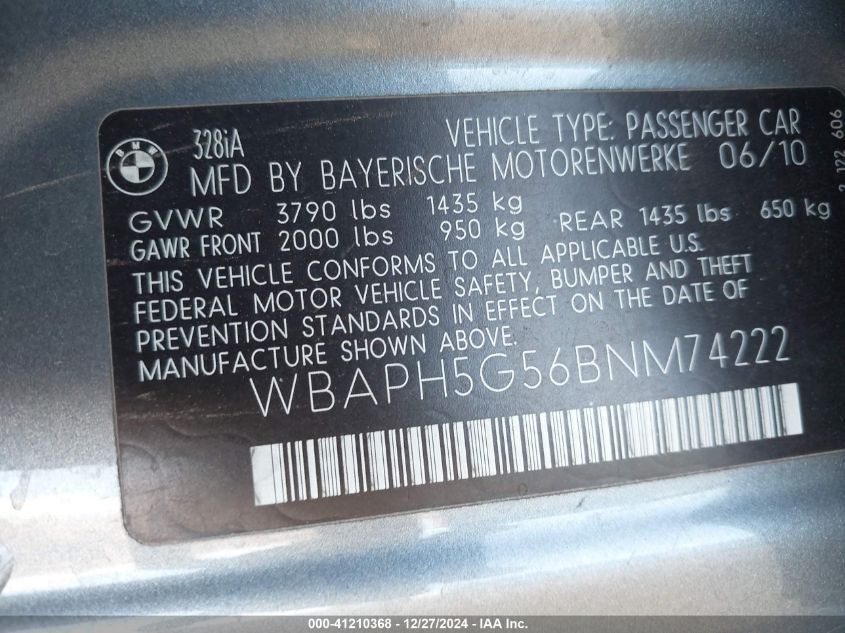 BMW
328iA VEHICLE TYPE: PASSENGER CAR
MFD BY BAYERISCHE MOTORENWERKE 06/10
GVWR 3790 lbs 1435 kg
GAWR FRONT 2000 lbs 950 kg REAR 1435 lbs 650 kg
THIS VEHICLE CONFORMS TO ALL APPLICABLE U.S.
FEDERAL MOTOR VEHICLE SAFETY, BUMPER AND THEFT
PREVENTION STANDARDS IN EFFECT ON THE DATE OF
MANUFACTURE SHOWN ABOVE.
WBAPH5G56BNM74222
122 606
000-41210368 - 12/27/2024 - IAA Inc.